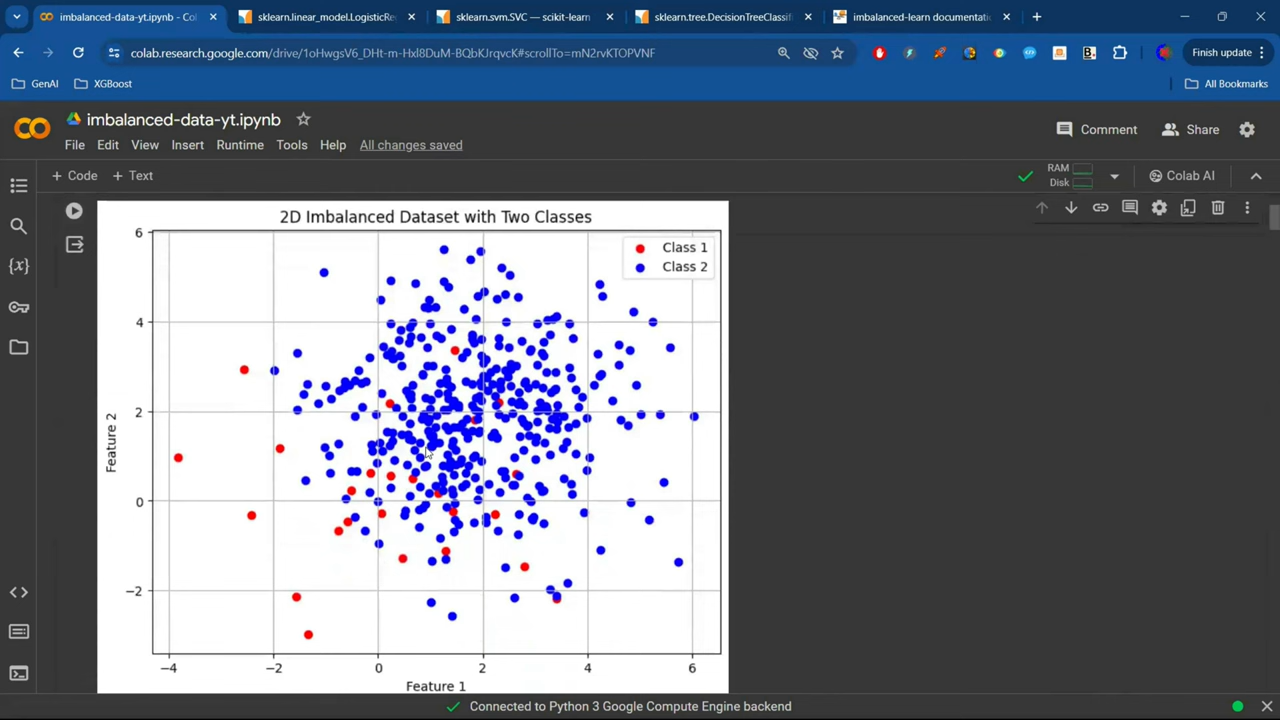 imbalanced-data-yt.ipynb - Col
sklearn.linear_model.LogisticRe
sklearn.svm.SVC — scikit-learn
sklearn.tree.DecisionTreeClassifi
imbalanced-learn documentatio
colab.research.google.com/drive/1oHwgsV6_DHt-m-Hxl8DuM-BQbKJrqvcK#scrollTo=mN2rvKTOPVNF
Finish update
GenAI
XGBoost
All Bookmarks
imbalanced-data-yt.ipynb
Comment
Share
File Edit View Insert Runtime Tools Help All changes saved
+ Code + Text
RAM
Disk
Colab AI
2D Imbalanced Dataset with Two Classes
Class 1
Class 2
6
4
2
0
−2
Feature 2
−4 −2 0 2 4 6
Feature 1
Connected to Python 3 Google Compute Engine backend